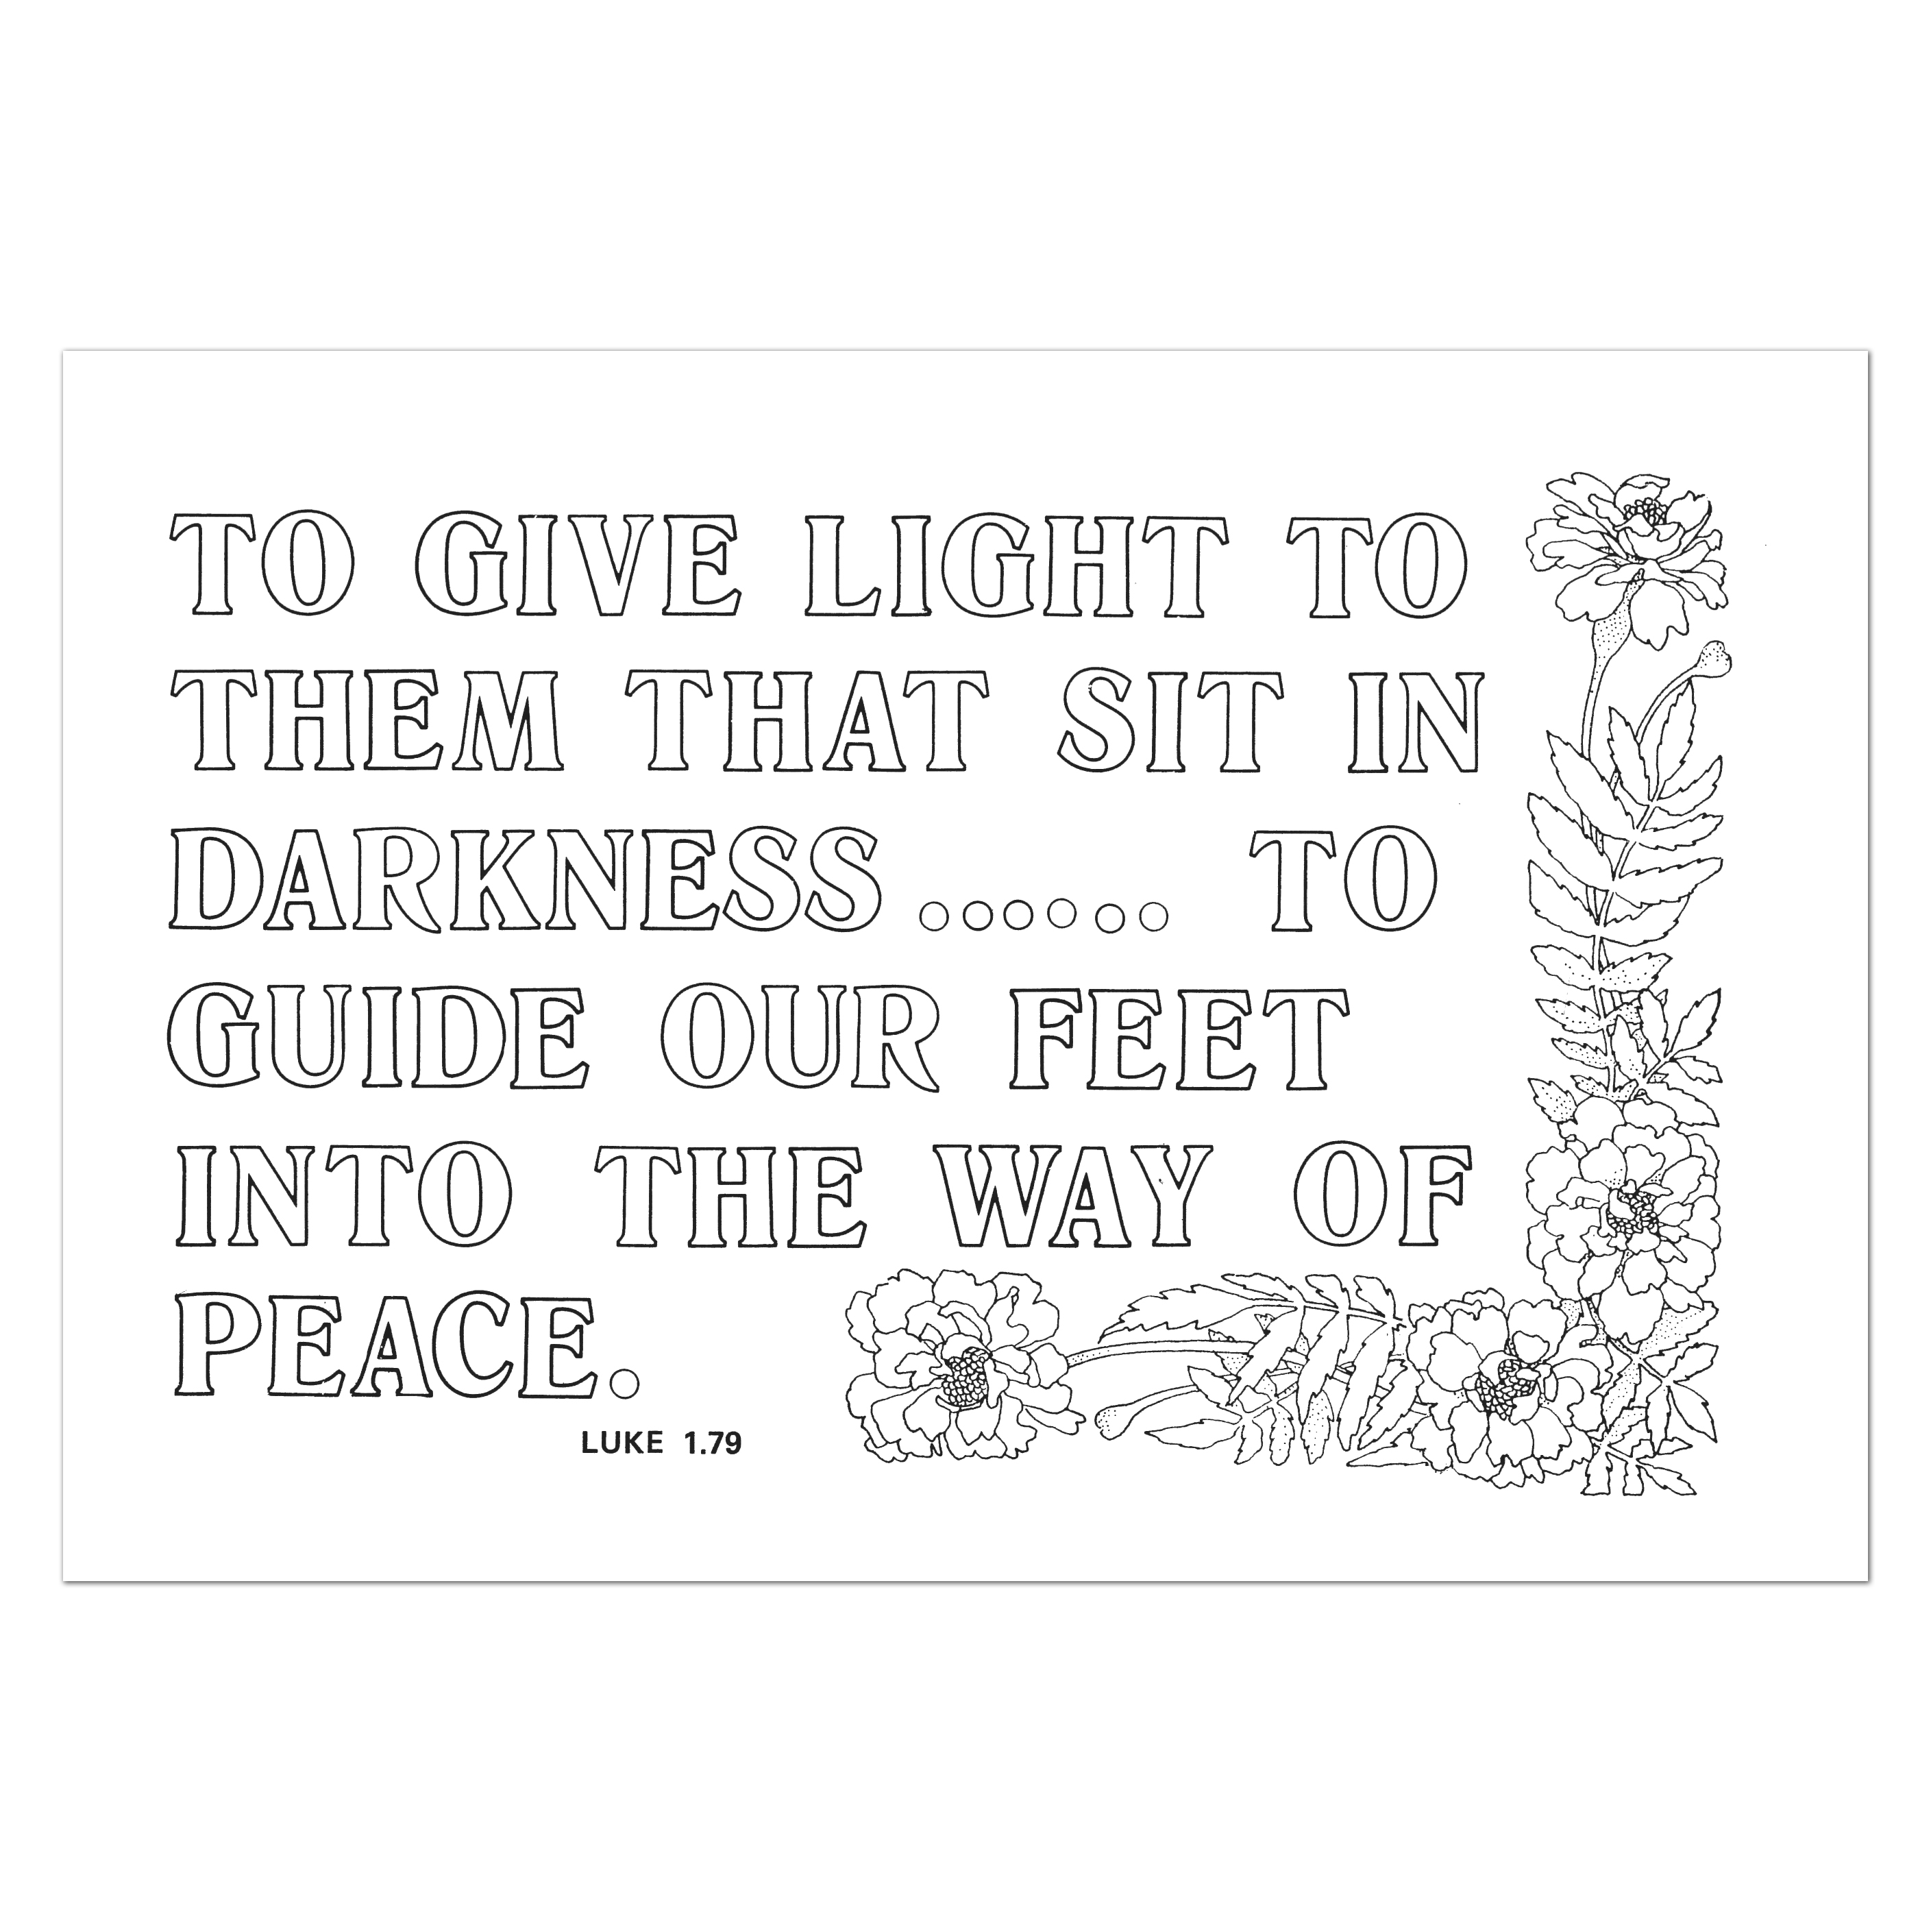 TO GIVE LIGHT TO
THEM THAT SIT IN
DARKNESS ...... TO
GUIDE OUR FEET
INTO THE WAY OF
PEACE.
LUKE 1.79